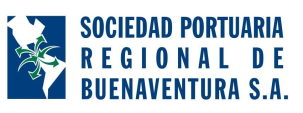 SOCIEDAD PORTUARIA
REGIONAL DE
BUENAVENTURA S.A.